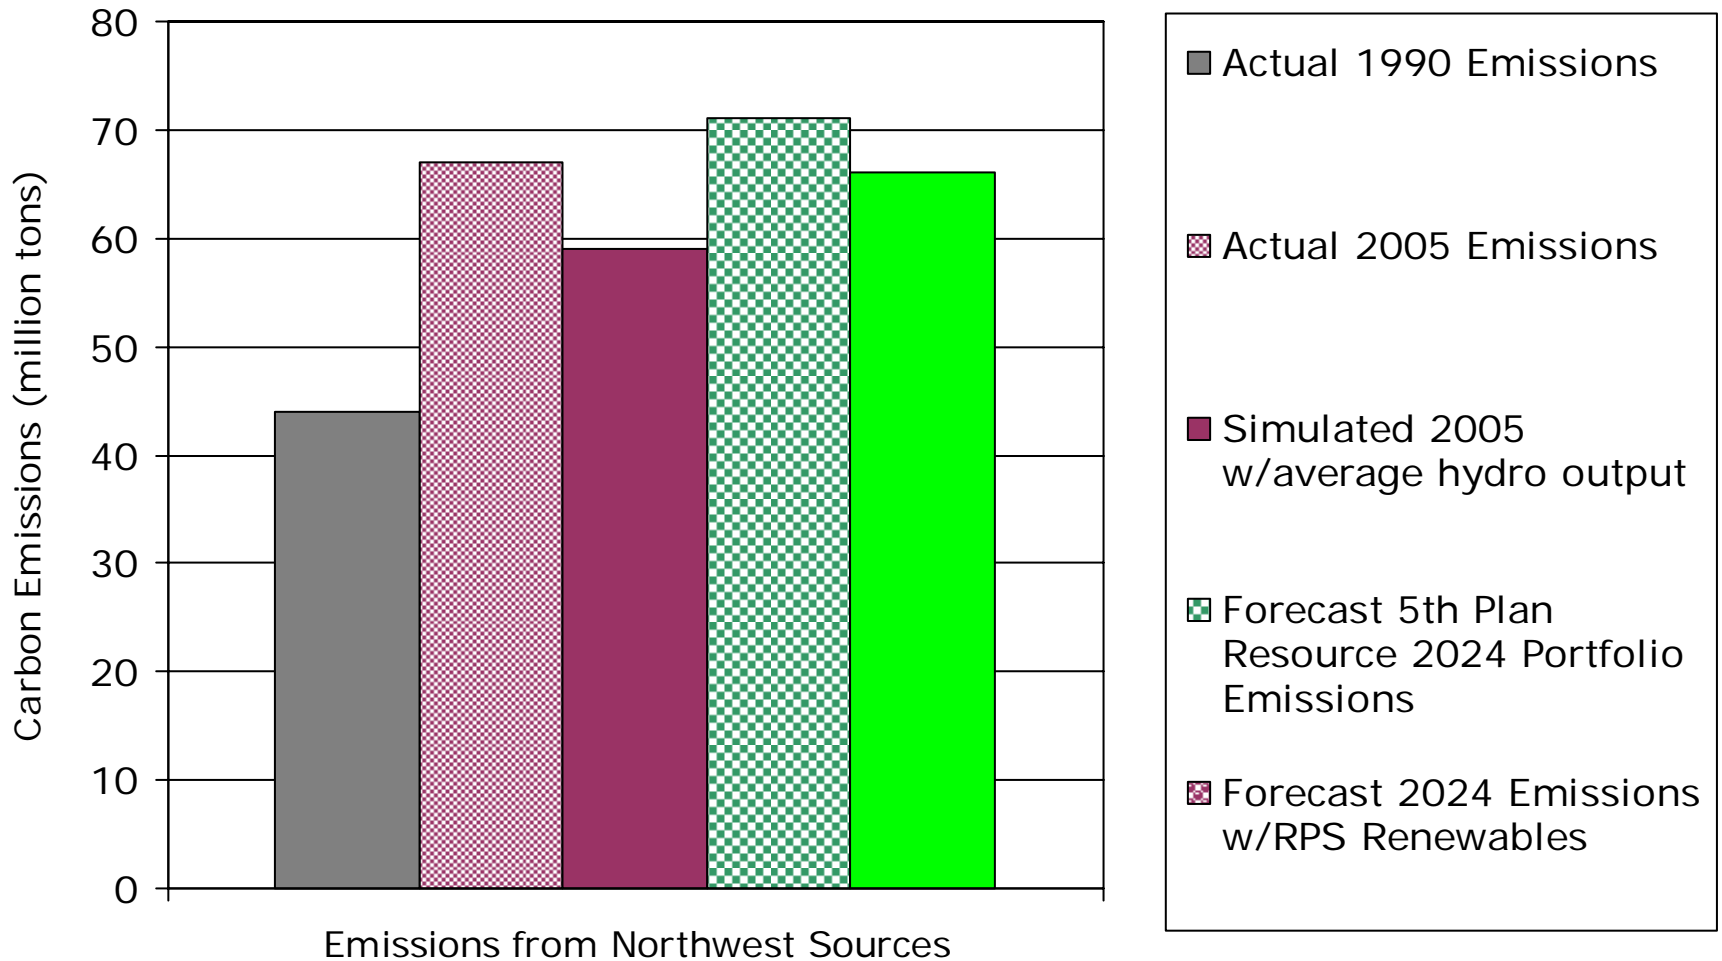 80
70
60
50
40
30
20
10
0
Carbon Emissions (million tons)
Emissions from Northwest Sources
Actual 1990 Emissions
Actual 2005 Emissions
Simulated 2005
w/average hydro output
Forecast 5th Plan
Resource 2024 Portfolio
Emissions
Forecast 2024 Emissions
w/RPS Renewables